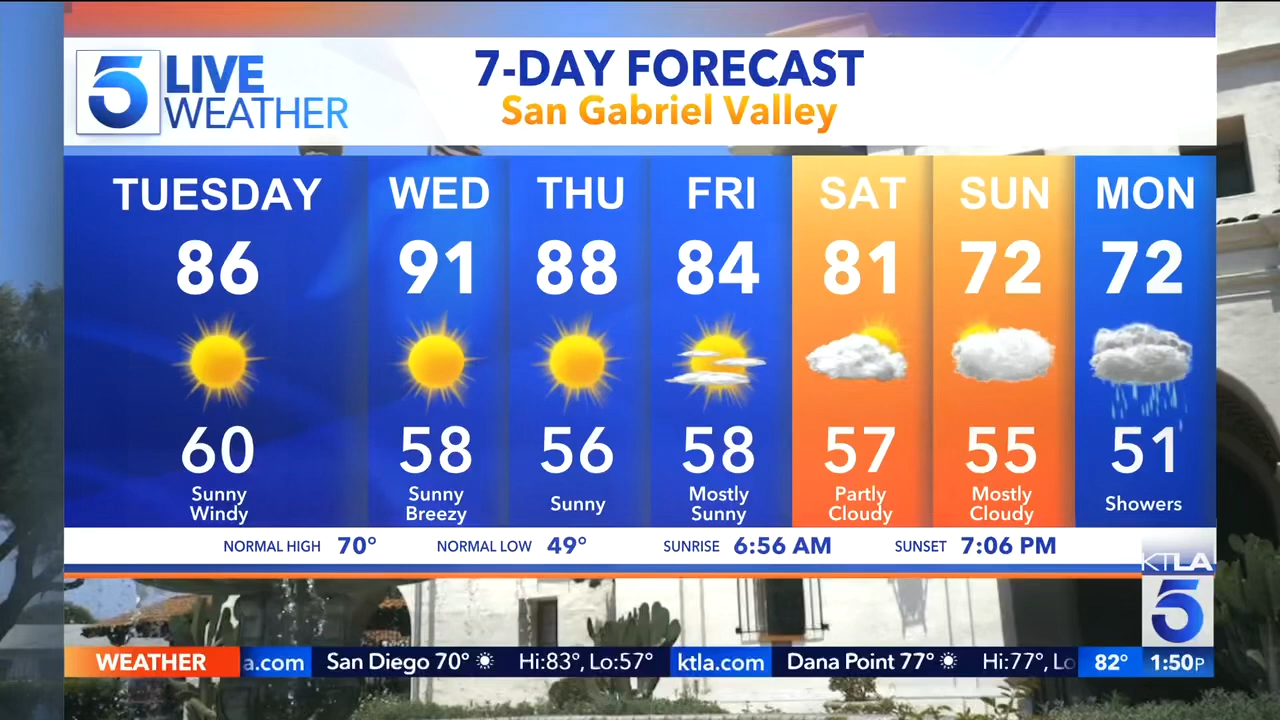 5 LIVE
WEATHER
7-DAY FORECAST
San Gabriel Valley
TUESDAY
86
60
Sunny
Windy
WED
91
58
Sunny
Breezy
THU
88
56
Sunny
FRI
84
58
Mostly
Sunny
SAT
81
57
Partly
Cloudy
SUN
72
55
Mostly
Cloudy
MON
72
51
Showers
NORMAL HIGH 70° NORMAL LOW 49° SUNRISE 6:56 AM SUNSET 7:06 PM
KTLA
5
WEATHER a.com San Diego 70° Hi:83°, Lo:57° ktla.com Dana Point 77° Hi:77°, Lo 82° 1:50P